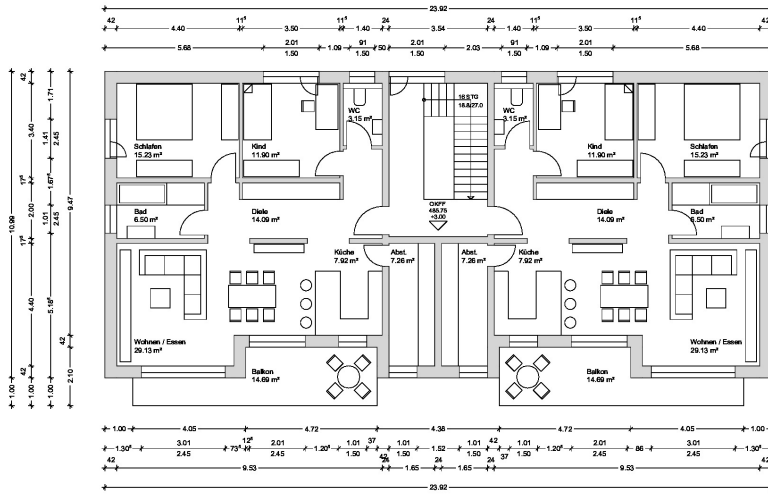 23.92
42 4.40 11⁵ 3.50 11⁵ 1.40 24 3.54 24 1.40 11⁵ 3.50 11⁵ 4.40 42
5.68 2.01 1.09 91 50 2.01 2.03 91 1.09 2.01 5.68
1.50 1.50 1.50 1.50 1.50
10.99
42 3.40 17⁵ 2.00 17⁵ 4.40 42 1.00
1.71 1.41 2.45 1.67⁵ 1.01 2.45 5.18⁵ 1.00
9.47 42 2.10
Schlafen
15.23 m²
Kind
11.90 m²
WC
3.15 m²
16 STG
18.8/27.0
WC
3.15 m²
Kind
11.90 m²
Schlafen
15.23 m²
Bad
6.50 m²
Diele
14.09 m²
OKFF
485.75
+3.00
Diele
14.09 m²
Bad
6.50 m²
Küche
7.92 m²
Abst.
7.26 m²
Abst.
7.26 m²
Küche
7.92 m²
Wohnen / Essen
29.13 m²
Balkon
14.69 m²
Balkon
14.69 m²
Wohnen / Essen
29.13 m²
1.00 4.05 4.72 4.38 4.72 4.05 1.00
1.30⁵ 3.01 73⁵ 12⁵ 2.01 1.20⁵ 1.01 37 1.01 1.52 1.01 42 1.01 1.20⁵ 2.01 86 3.01 1.30⁵
2.45 2.45 1.50 42 1.50 1.50 37 1.50 2.45 2.45
42 9.53 24 1.65 24 1.65 24 9.53 42
23.92